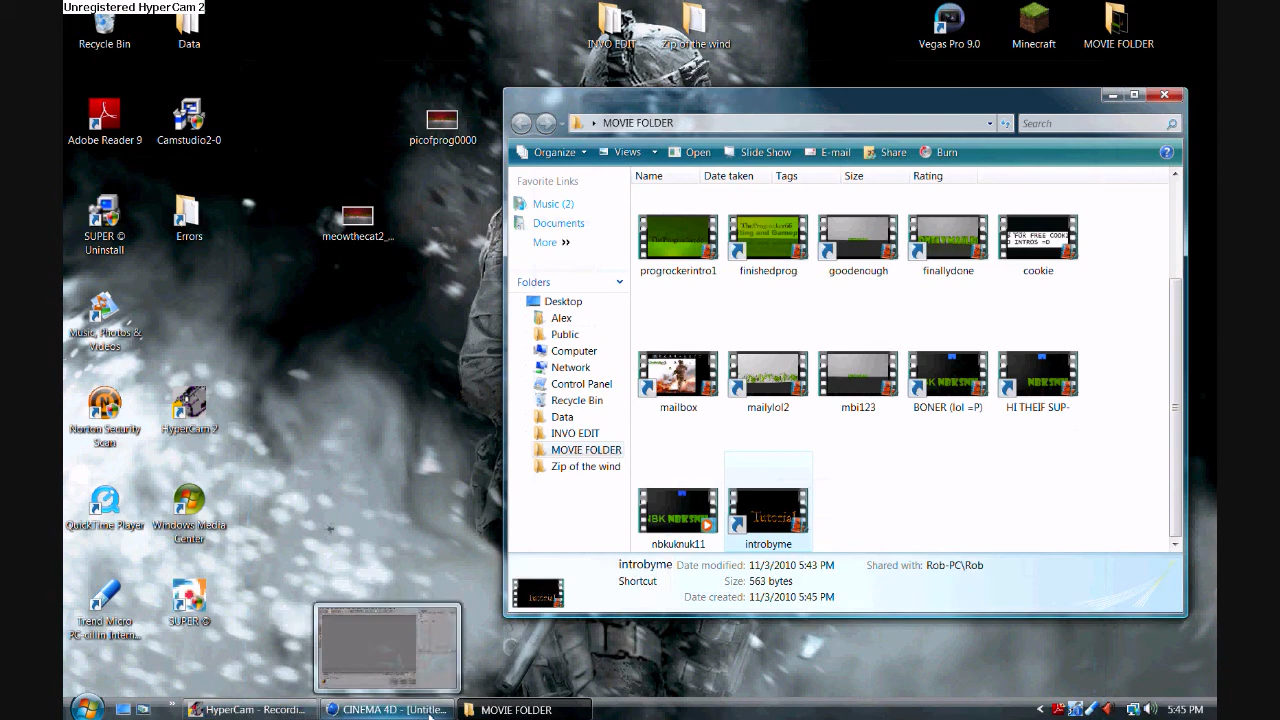 Unregistered HyperCam 2
Recycle Bin
Data
INVO EDIT
Zip of the wind
Vegas Pro 9.0
Minecraft
MOVIE FOLDER
Adobe Reader 9
Camstudio2-0
picofprog0000
SUPER ©
Uninstall
Errors
meowthecat2_...
Music, Photos &
Videos
Norton Security
Scan
HyperCam 2
QuickTime Player
Windows Media
Center
Trend Micro
PC-cillin Intern...
SUPER ©
MOVIE FOLDER
Search
Organize
Views
Open
Slide Show
E-mail
Share
Burn
Favorite Links
Music (2)
Documents
More »
Folders
Desktop
Alex
Public
Computer
Network
Control Panel
Recycle Bin
Data
INVO EDIT
MOVIE FOLDER
Zip of the wind
Name Date taken Tags Size Rating
progrockerintro1
finishedprog
goodenough
finallydone
cookie
mailbox
mailylol2
mbi123
BONER (lol =P)
HI THEIF SUP-
nbkuknuk11
Tutorial
introbyme
introbyme Date modified: 11/3/2010 5:43 PM Shared with: Rob-PC\Rob
Shortcut Size: 563 bytes
Date created: 11/3/2010 5:45 PM
HyperCam - Recordi...
CINEMA 4D - [Untitle...
MOVIE FOLDER
5:45 PM